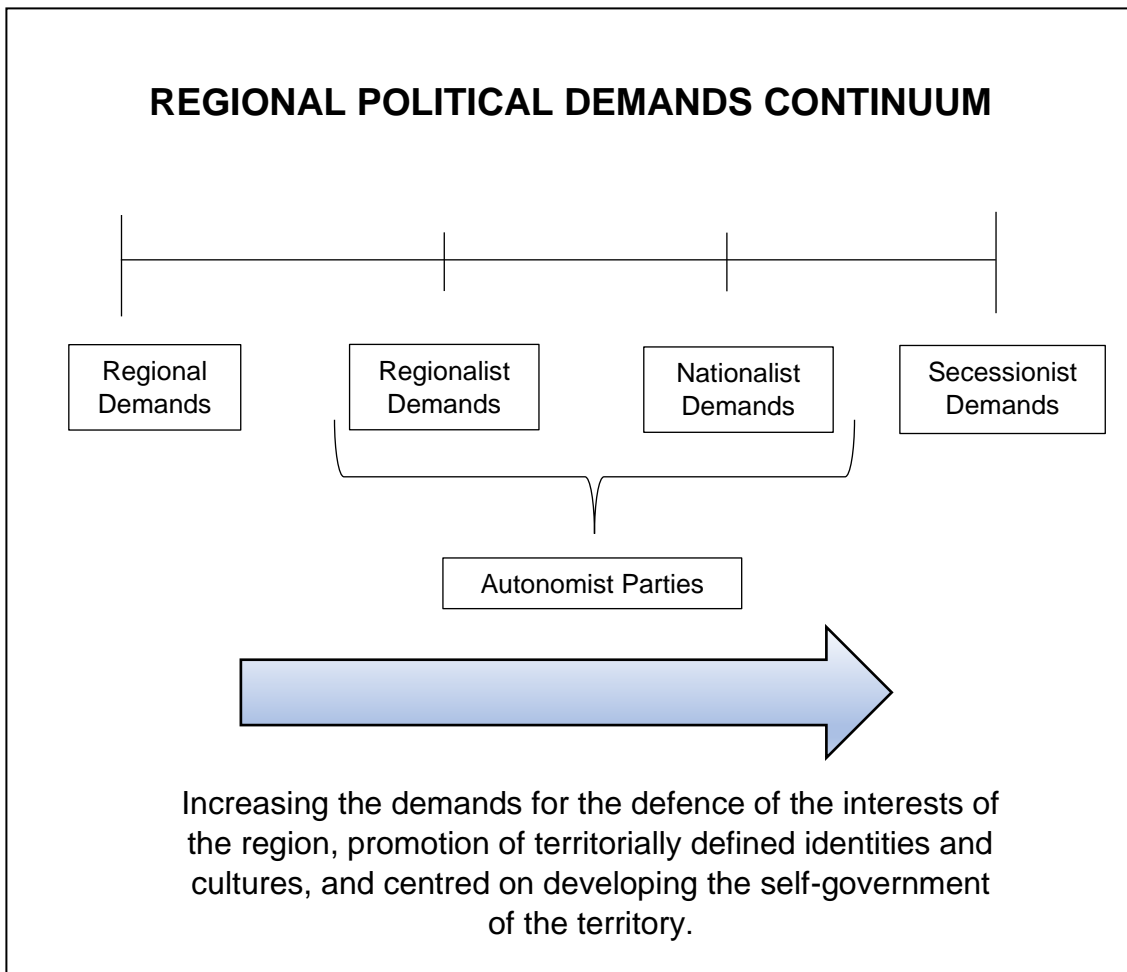 REGIONAL POLITICAL DEMANDS CONTINUUM
Regional
Demands
Regionalist
Demands
Nationalist
Demands
Secessionist
Demands
Autonomist Parties
Increasing the demands for the defence of the interests of
the region, promotion of territorially defined identities and
cultures, and centred on developing the self-government
of the territory.